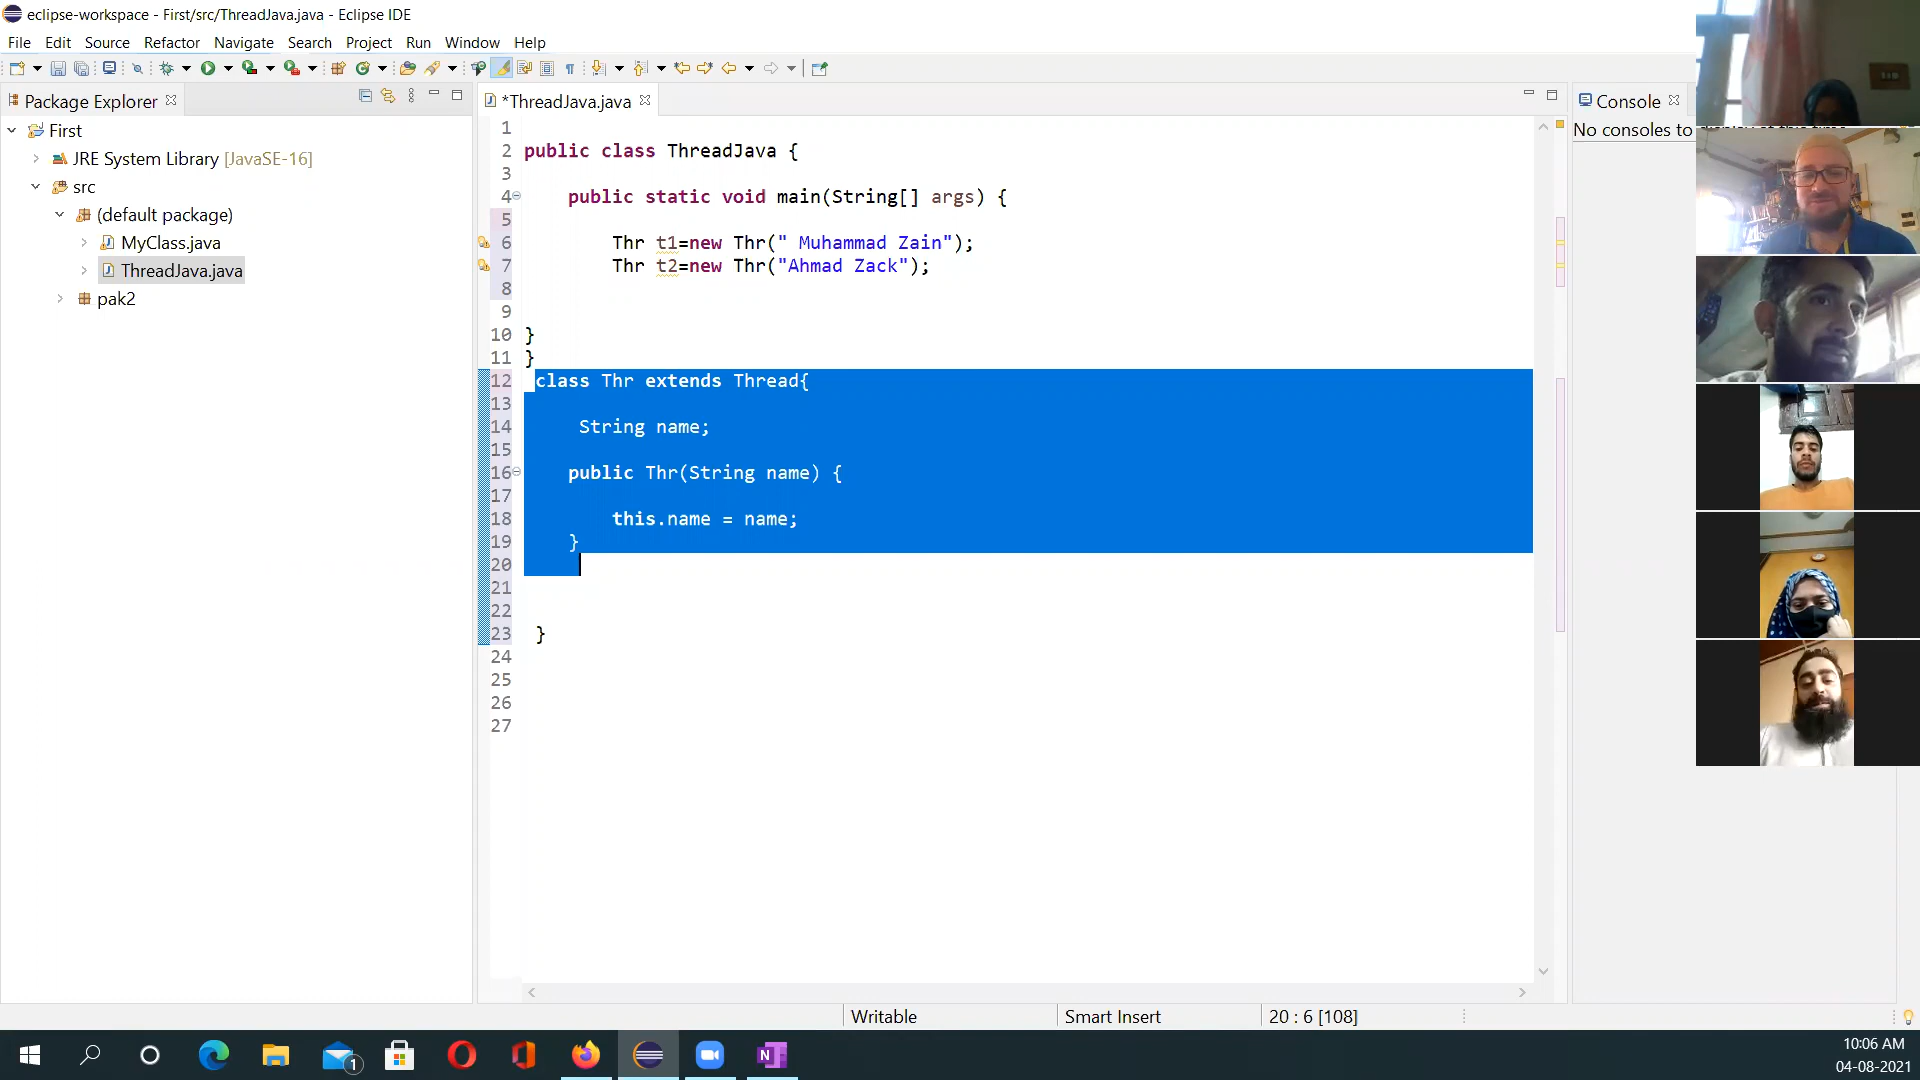 eclipse-workspace - First/src/ThreadJava.java - Eclipse IDE
File Edit Source Refactor Navigate Search Project Run Window Help
Package Explorer
*ThreadJava.java
Console
No consoles to
First
JRE System Library [JavaSE-16]
src
(default package)
MyClass.java
ThreadJava.java
pak2
1
2 public class ThreadJava {
3
4 public static void main(String[] args) {
5
6 Thr t1=new Thr(" Muhammad Zain");
7 Thr t2=new Thr("Ahmad Zack");
8
9
10 }
11 }
12 class Thr extends Thread{
13
14 String name;
15
16 public Thr(String name) {
17
18 this.name = name;
19 }
20
21
22
23 }
24
25
26
27
Writable
Smart Insert
20 : 6 [108]
1
N
10:06 AM
04-08-2021